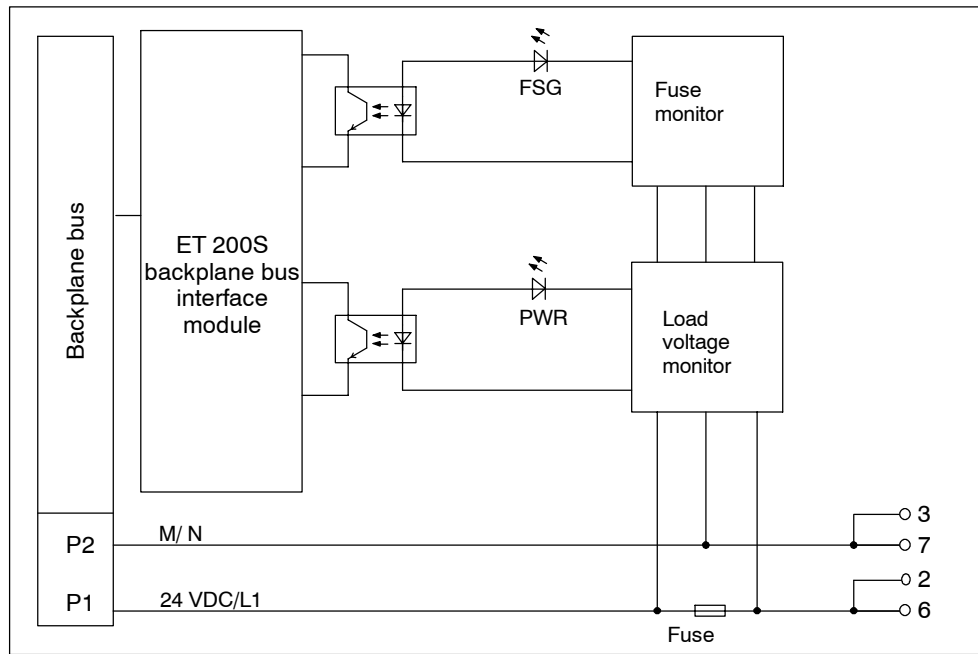 Backplane bus
ET 200S
backplane bus
interface
module
FSG
Fuse
monitor
PWR
Load
voltage
monitor
P2
M/ N
3
7
P1
24 VDC/L1
2
6
Fuse